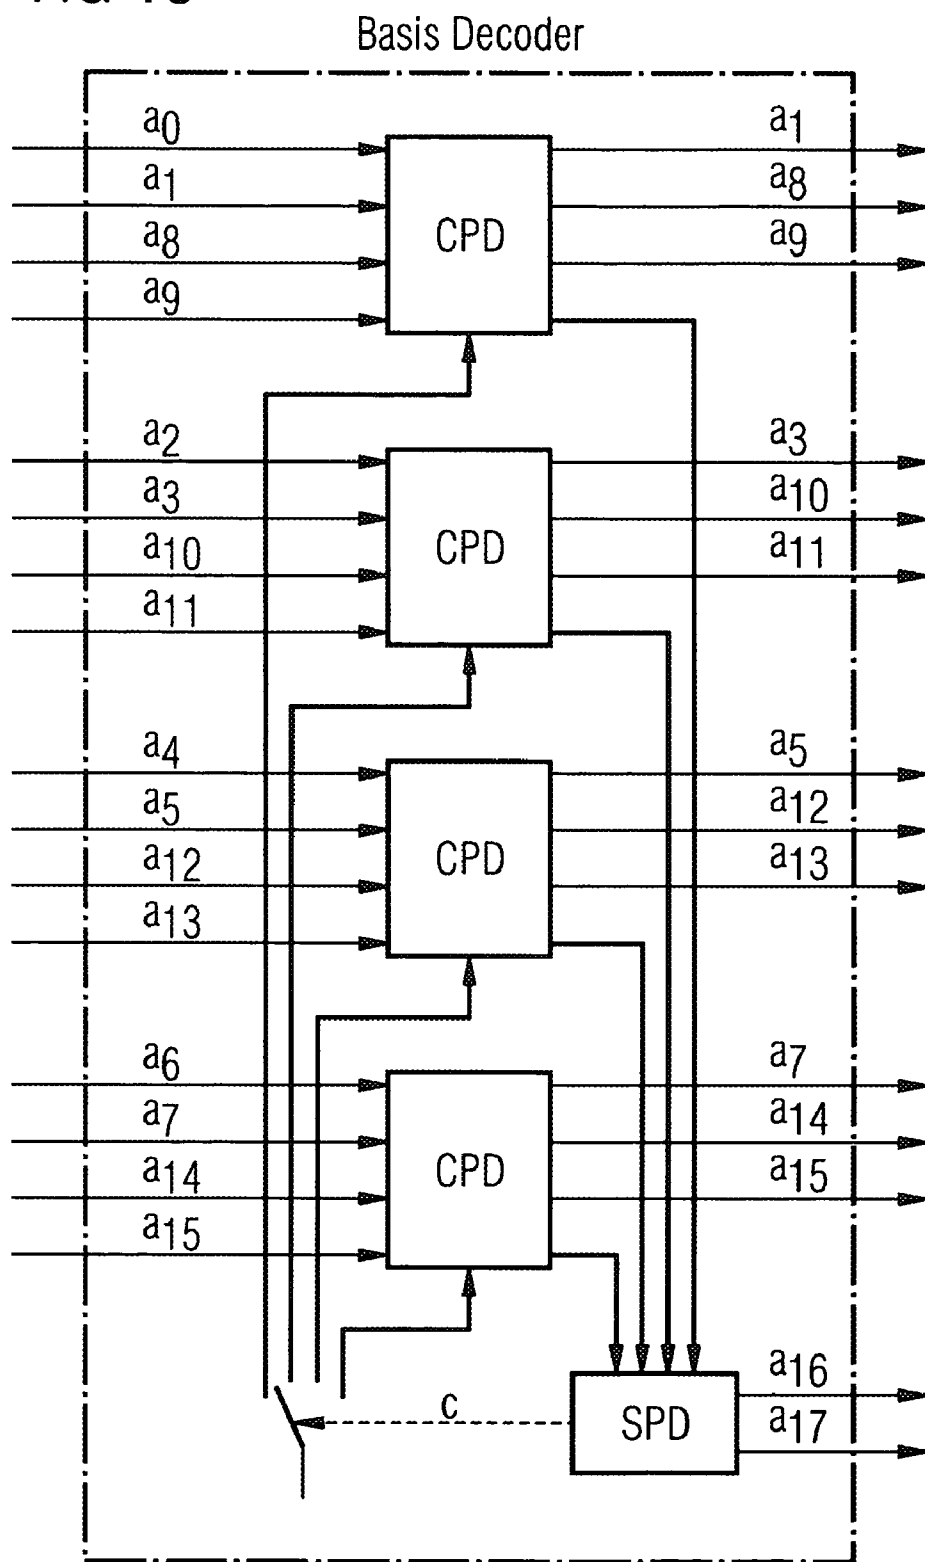 Basis Decoder
a0 a1
a1 a8
CPD
a8 a9
a9
a2 a3
a3 a10
CPD
a10 a11
a11
a4 a5
a5 a12
CPD
a12 a13
a13
a6 a7
a7 a14
CPD
a14 a15
a15
a16
c SPD a17